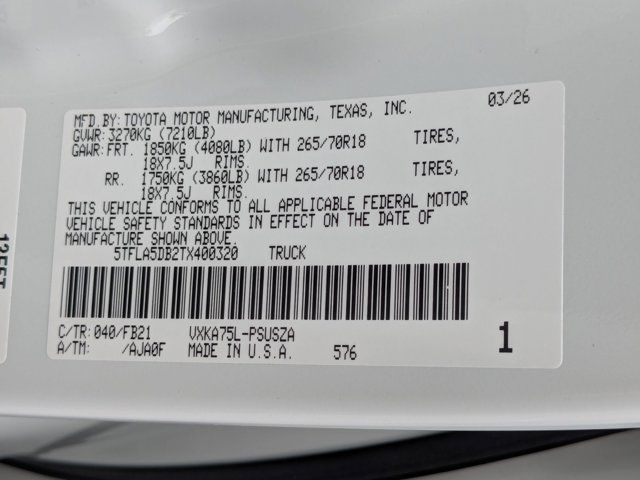 MFD.BY:TOYOTA MOTOR MANUFACTURING, TEXAS, INC. 03/26
GVWR:3270KG (7210LB)
GAWR:FRT. 1850KG (4080LB) WITH 265/70R18 TIRES,
18X7.5J RIMS.
RR. 1750KG (3860LB) WITH 265/70R18 TIRES,
18X7.5J RIMS.
THIS VEHICLE CONFORMS TO ALL APPLICABLE FEDERAL MOTOR
VEHICLE SAFETY STANDARDS IN EFFECT ON THE DATE OF
MANUFACTURE SHOWN ABOVE.
5TFLA5DB2TX400320 TRUCK
C/TR:040/FB21 VXKA75L-PSUSZA
A/TM: /AJA0F MADE IN U.S.A. 576 1